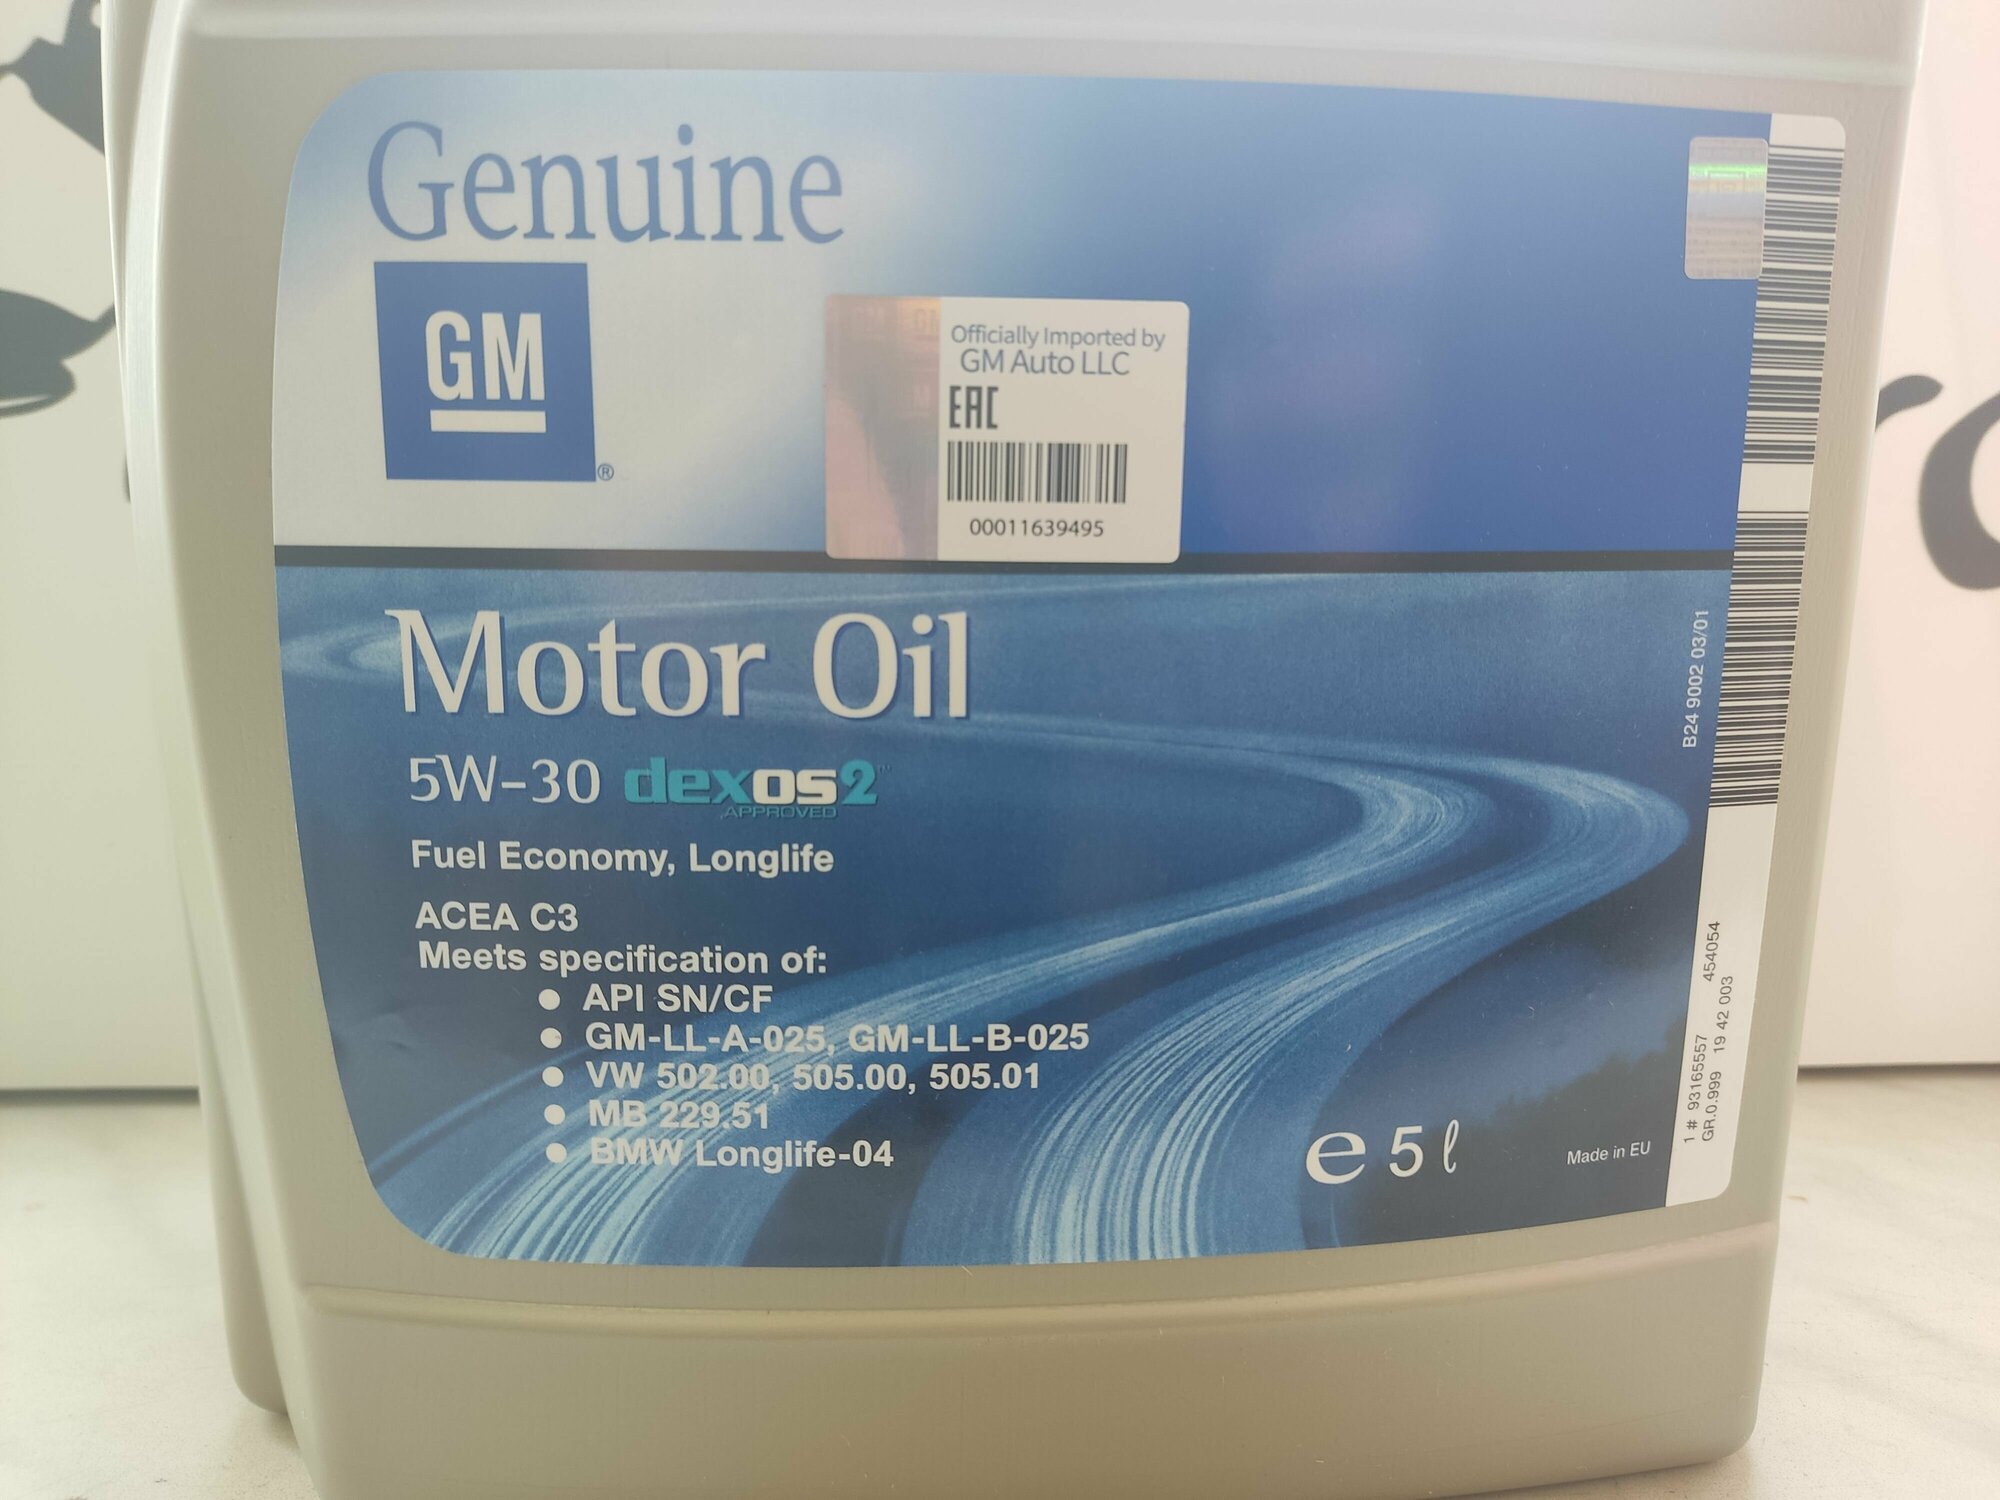 Genuine
GM
®
Officially Imported by
GM Auto LLC
EAC
00011639495
Motor Oil
5W-30 dexos2™
APPROVED
Fuel Economy, Longlife
ACEA C3
Meets specification of:
● API SN/CF
● GM-LL-A-025, GM-LL-B-025
● VW 502.00, 505.00, 505.01
● MB 229.51
● BMW Longlife-04
e 5 ℓ
Made in EU
B24 9002 03/01
1 # 93165557 454054
GR.0.999 19 42 003